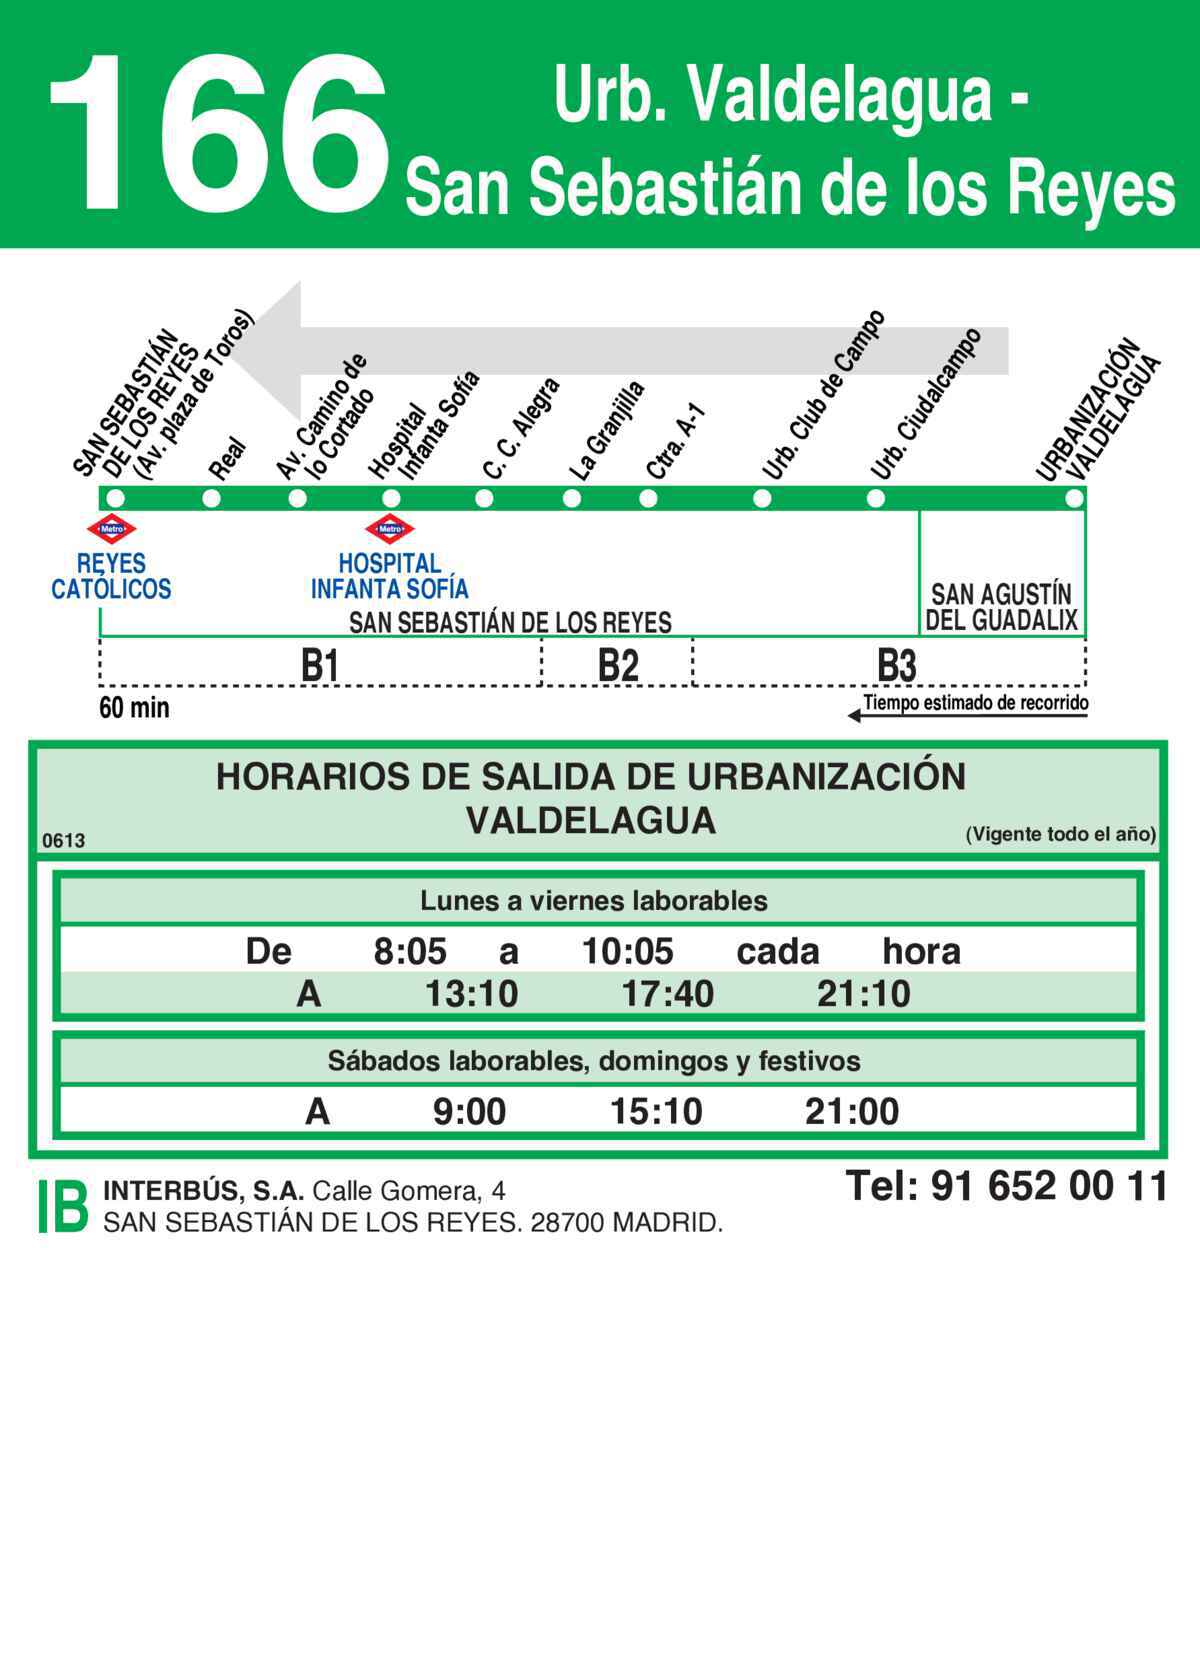 166
Urb. Valdelagua -
San Sebastián de los Reyes
SAN SEBASTIÁN
DE LOS REYES
(Av. plaza de Toros)
Real
Av. Camino de
lo Cortado
Hospital
Infanta Sofía
C. C. Alegra
La Granjilla
Ctra. A-1
Urb. Club de Campo
Urb. Ciudalcampo
URBANIZACIÓN
VALDELAGUA
Metro
REYES
CATÓLICOS
Metro
HOSPITAL
INFANTA SOFÍA
SAN SEBASTIÁN DE LOS REYES
SAN AGUSTÍN
DEL GUADALIX
B1 B2 B3
60 min
Tiempo estimado de recorrido
HORARIOS DE SALIDA DE URBANIZACIÓN
VALDELAGUA
0613
(Vigente todo el año)
Lunes a viernes laborables
De 8:05 a 10:05 cada hora
A 13:10 17:40 21:10
Sábados laborables, domingos y festivos
A 9:00 15:10 21:00
IB
INTERBÚS, S.A. Calle Gomera, 4
SAN SEBASTIÁN DE LOS REYES. 28700 MADRID.
Tel: 91 652 00 11